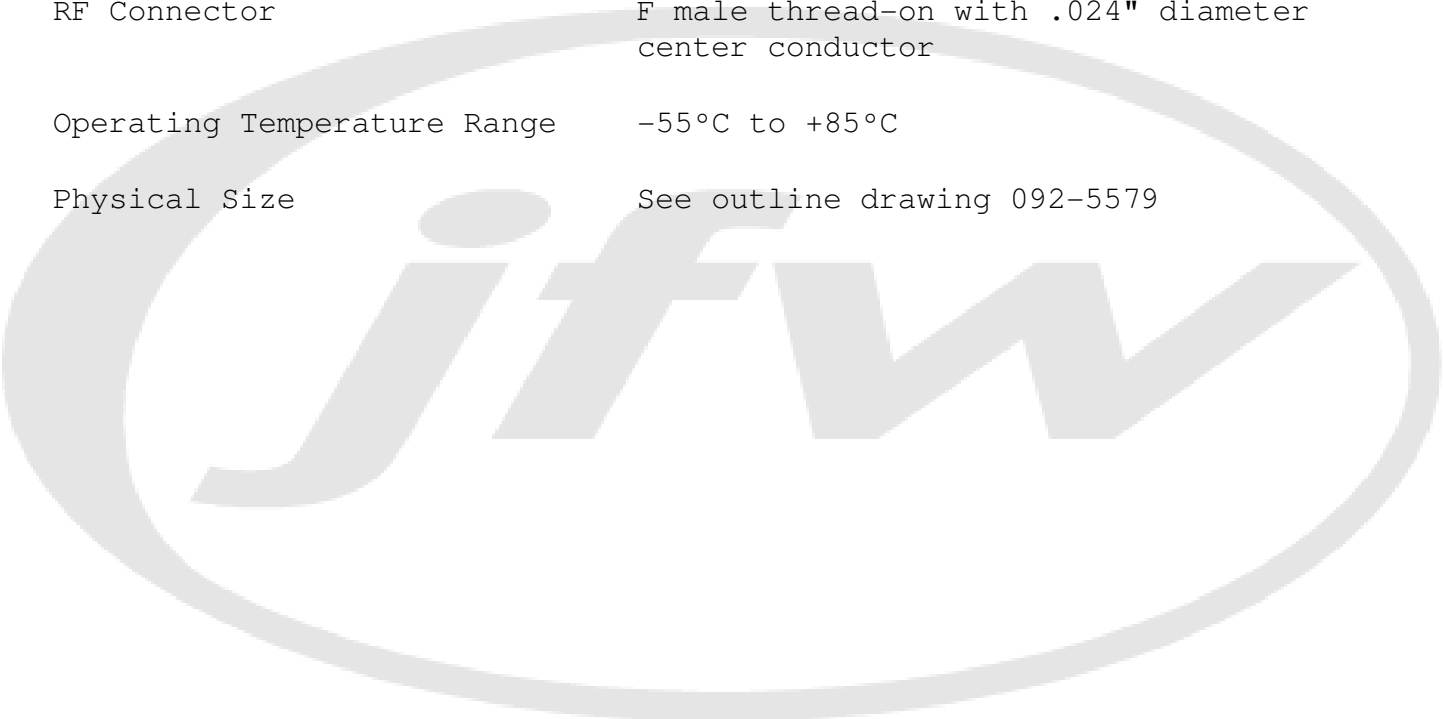 RF Connector F male thread-on with .024" diameter
center conductor
Operating Temperature Range -55°C to +85°C
Physical Size See outline drawing 092-5579
jfw